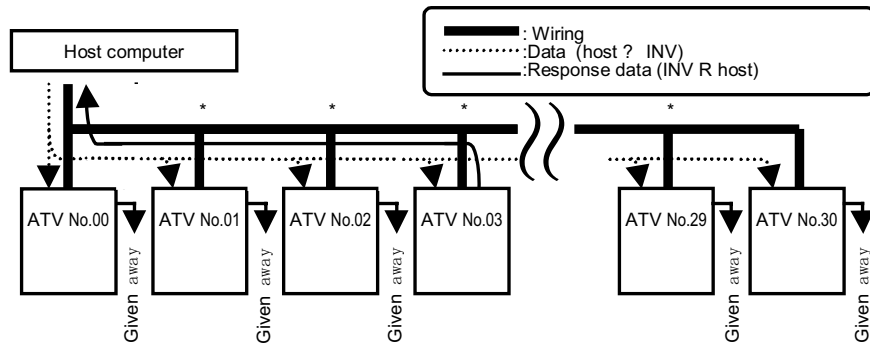 Host computer
: Wiring
:Data (host ? INV)
:Response data (INV R host)
* * * *
ATV No.00
ATV No.01
ATV No.02
ATV No.03
ATV No.29
ATV No.30
Given away
Given away
Given away
Given away
Given away